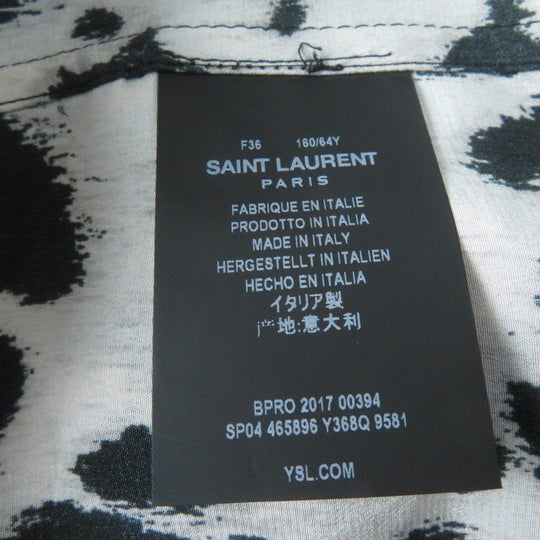 F36 160/64Y
SAINT LAURENT
PARIS
FABRIQUE EN ITALIE
PRODOTTO IN ITALIA
MADE IN ITALY
HERGESTELLT IN ITALIEN
HECHO EN ITALIA
イタリア製
产地:意大利
BPRO 2017 00394
SP04 465896 Y368Q 9581
YSL.COM